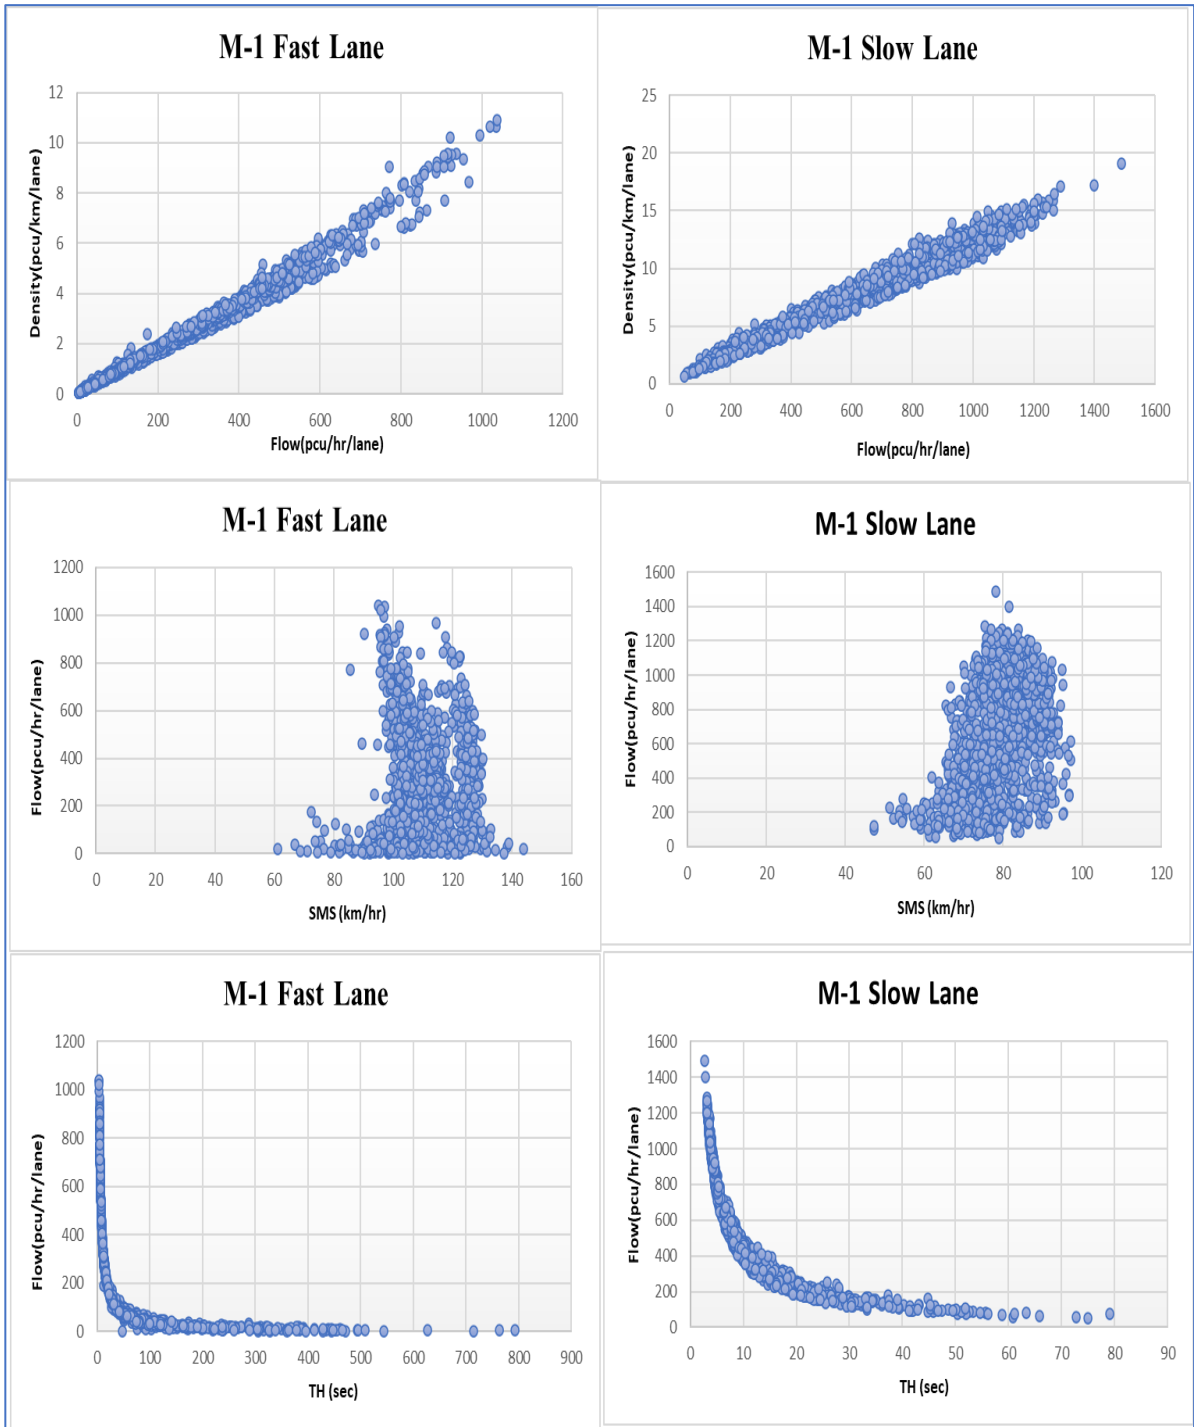 M-1 Fast Lane
Density(pcu/km/lane)
12
10
8
6
4
2
0
0 200 400 600 800 1000 1200
Flow(pcu/hr/lane)
M-1 Slow Lane
Density(pcu/km/lane)
25
20
15
10
5
0
0 200 400 600 800 1000 1200 1400 1600
Flow(pcu/hr/lane)
M-1 Fast Lane
Flow(pcu/hr/lane)
1200
1000
800
600
400
200
0
0 20 40 60 80 100 120 140 160
SMS (km/hr)
M-1 Slow Lane
Flow(pcu/hr/lane)
1600
1400
1200
1000
800
600
400
200
0
0 20 40 60 80 100 120
SMS (km/hr)
M-1 Fast Lane
Flow(pcu/hr/lane)
1200
1000
800
600
400
200
0
0 100 200 300 400 500 600 700 800 900
TH (sec)
M-1 Slow Lane
Flow(pcu/hr/lane)
1600
1400
1200
1000
800
600
400
200
0
0 10 20 30 40 50 60 70 80 90
TH (sec)